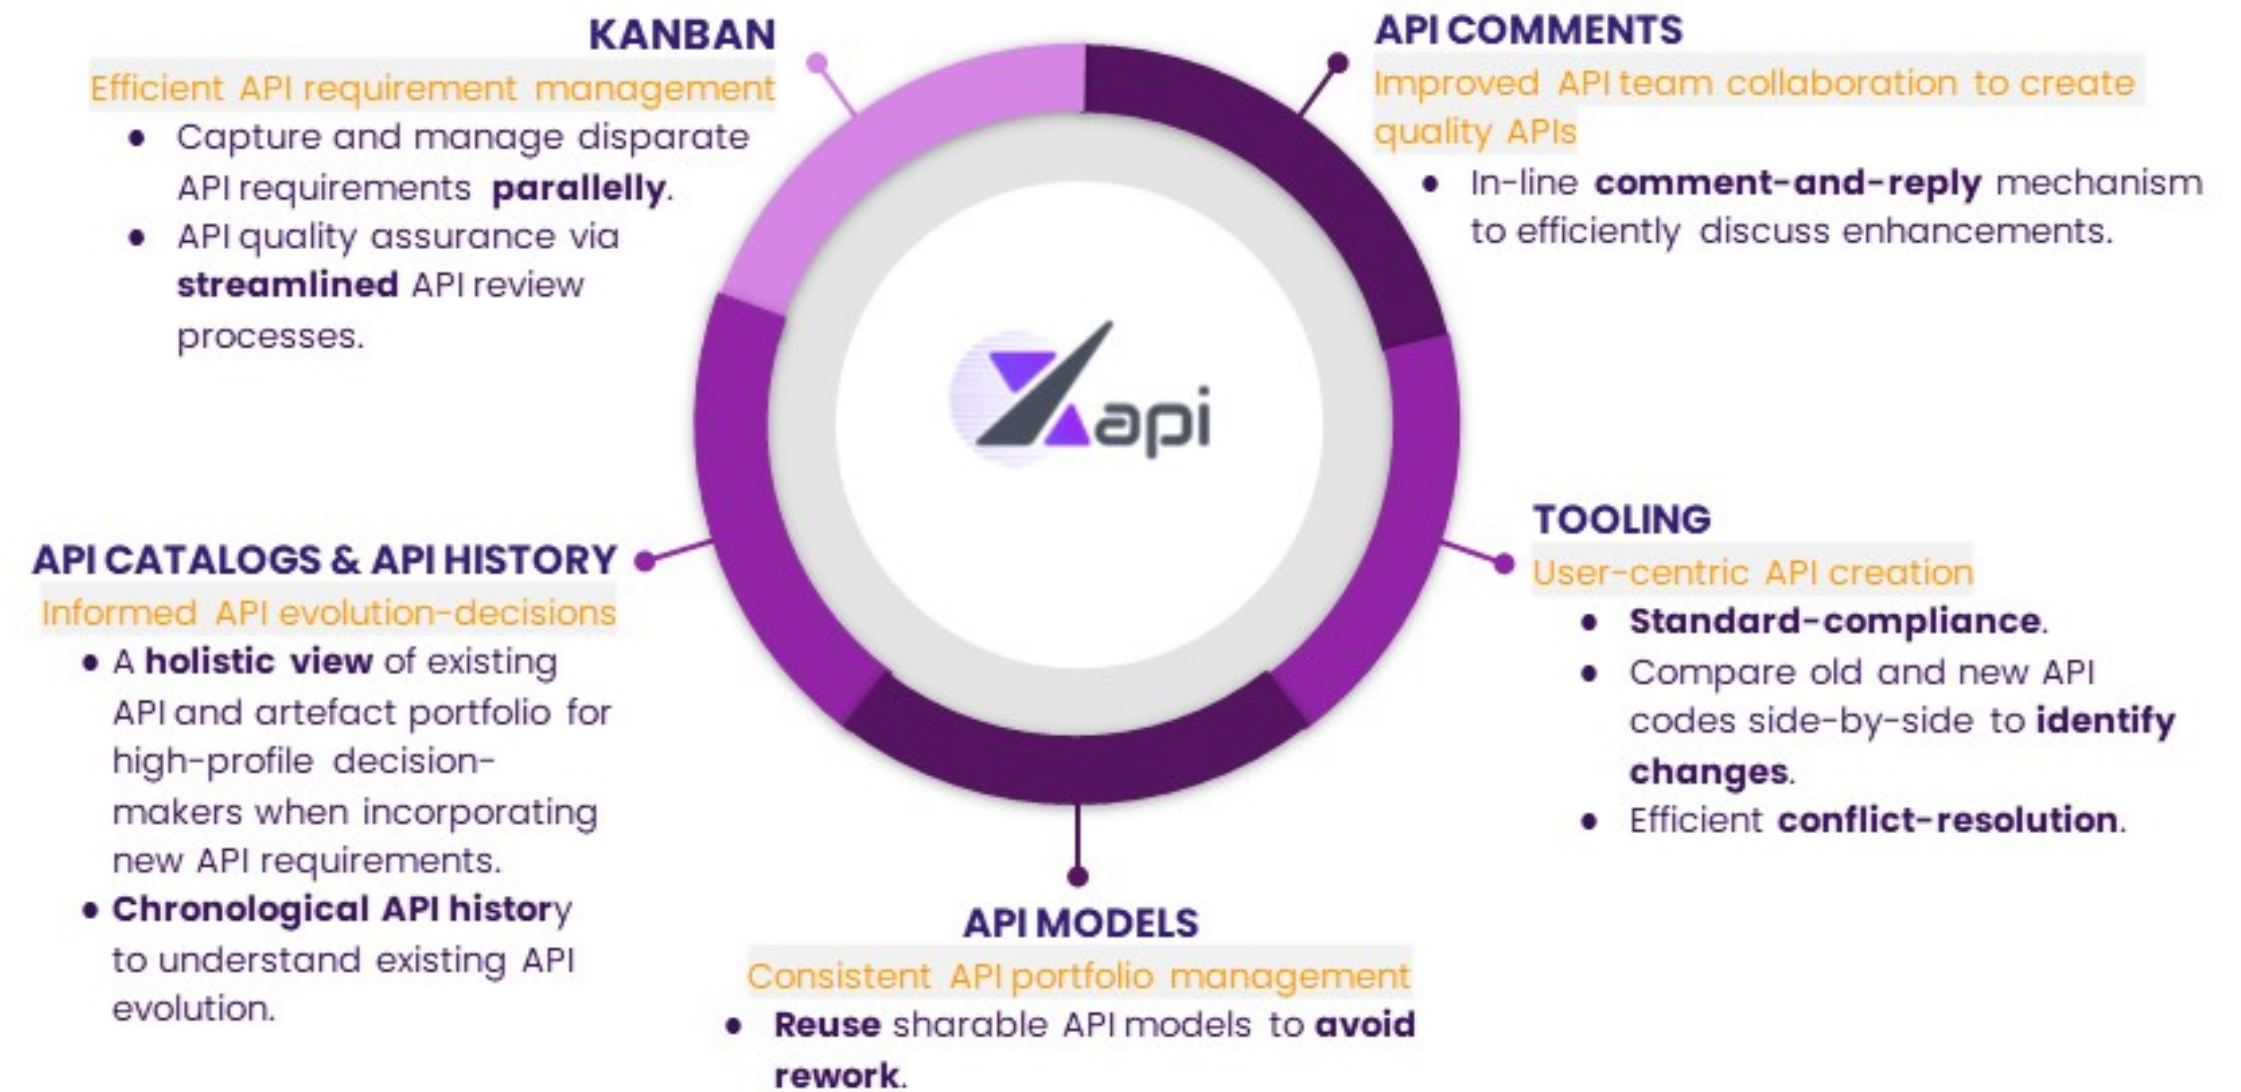 KANBAN
Efficient API requirement management
● Capture and manage disparate
API requirements parallelly.
● API quality assurance via
streamlined API review
processes.
API COMMENTS
Improved API team collaboration to create
quality APIs
● In-line comment-and-reply mechanism
to efficiently discuss enhancements.
api
TOOLING
User-centric API creation
● Standard-compliance.
● Compare old and new API
codes side-by-side to identify
changes.
● Efficient conflict-resolution.
API CATALOGS & API HISTORY
Informed API evolution-decisions
● A holistic view of existing
API and artefact portfolio for
high-profile decision-
makers when incorporating
new API requirements.
● Chronological API history
to understand existing API
evolution.
API MODELS
Consistent API portfolio management
● Reuse sharable API models to avoid
rework.